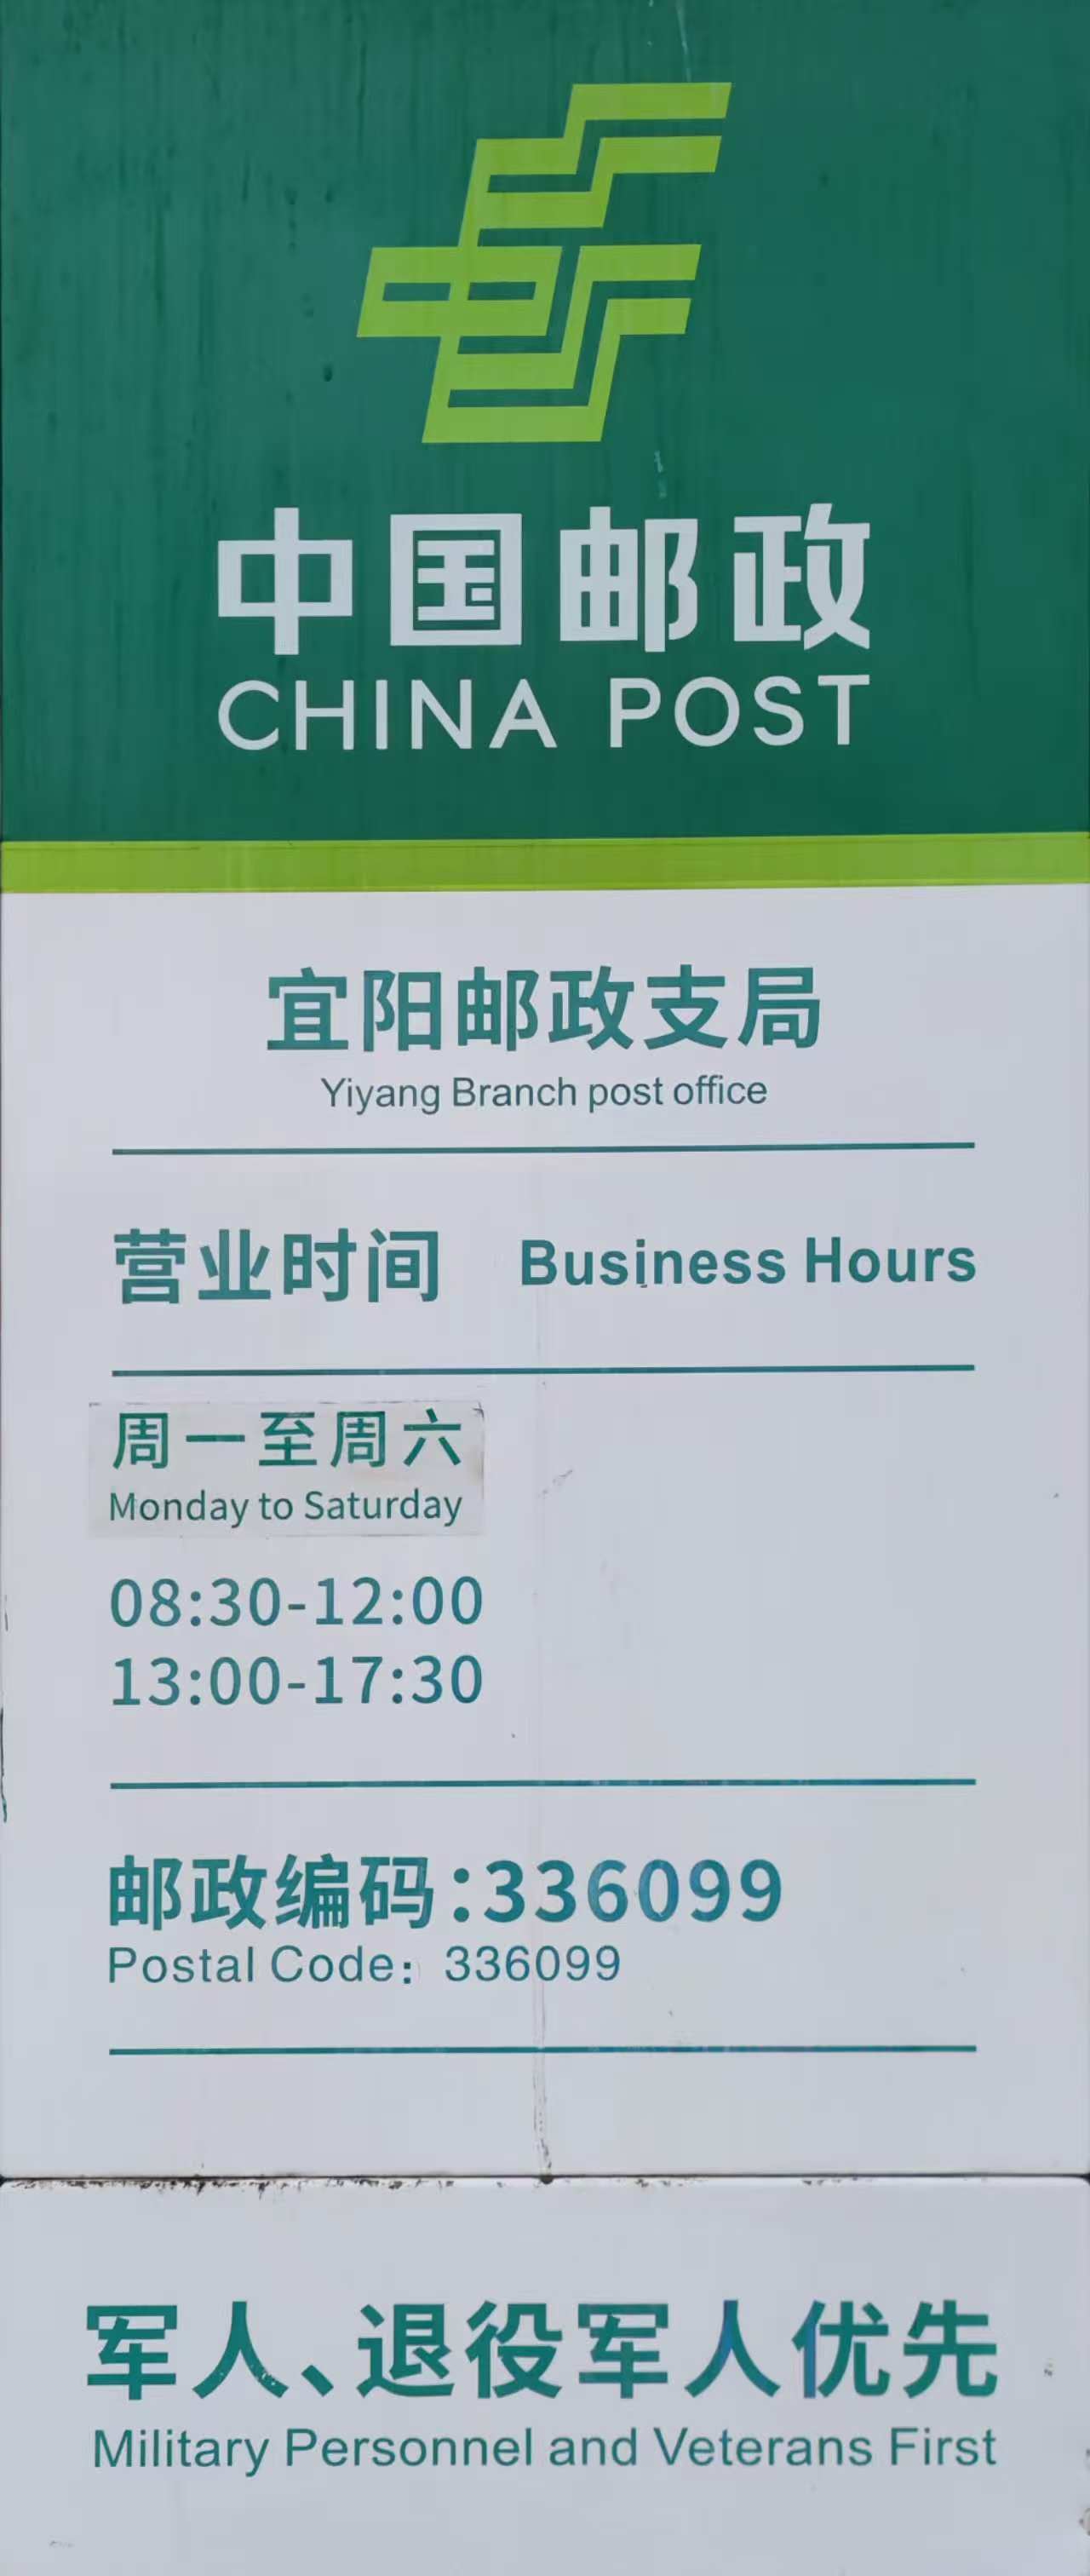 中国邮政
CHINA POST
宜阳邮政支局
Yiyang Branch post office
营业时间 Business Hours
周一至周六
Monday to Saturday
08:30-12:00
13:00-17:30
邮政编码:336099
Postal Code: 336099
军人、退役军人优先
Military Personnel and Veterans First